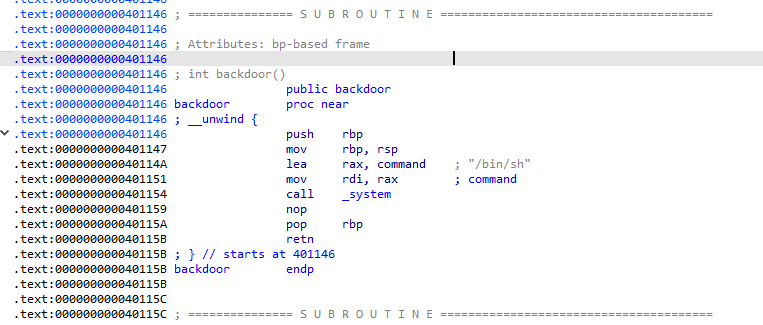 .text:0000000000401146
.text:0000000000401146 ; =============== S U B R O U T I N E =======================================
.text:0000000000401146
.text:0000000000401146 ; Attributes: bp-based frame
.text:0000000000401146
.text:0000000000401146 ; int backdoor()
.text:0000000000401146                 public backdoor
.text:0000000000401146 backdoor        proc near
.text:0000000000401146 ; __unwind {
.text:0000000000401146                 push    rbp
.text:0000000000401147                 mov     rbp, rsp
.text:000000000040114A                 lea     rax, command    ; "/bin/sh"
.text:0000000000401151                 mov     rdi, rax        ; command
.text:0000000000401154                 call    _system
.text:0000000000401159                 nop
.text:000000000040115A                 pop     rbp
.text:000000000040115B                 retn
.text:000000000040115B ; } // starts at 401146
.text:000000000040115B backdoor        endp
.text:000000000040115B
.text:000000000040115C
.text:000000000040115C ; =============== S U B R O U T I N E =======================================